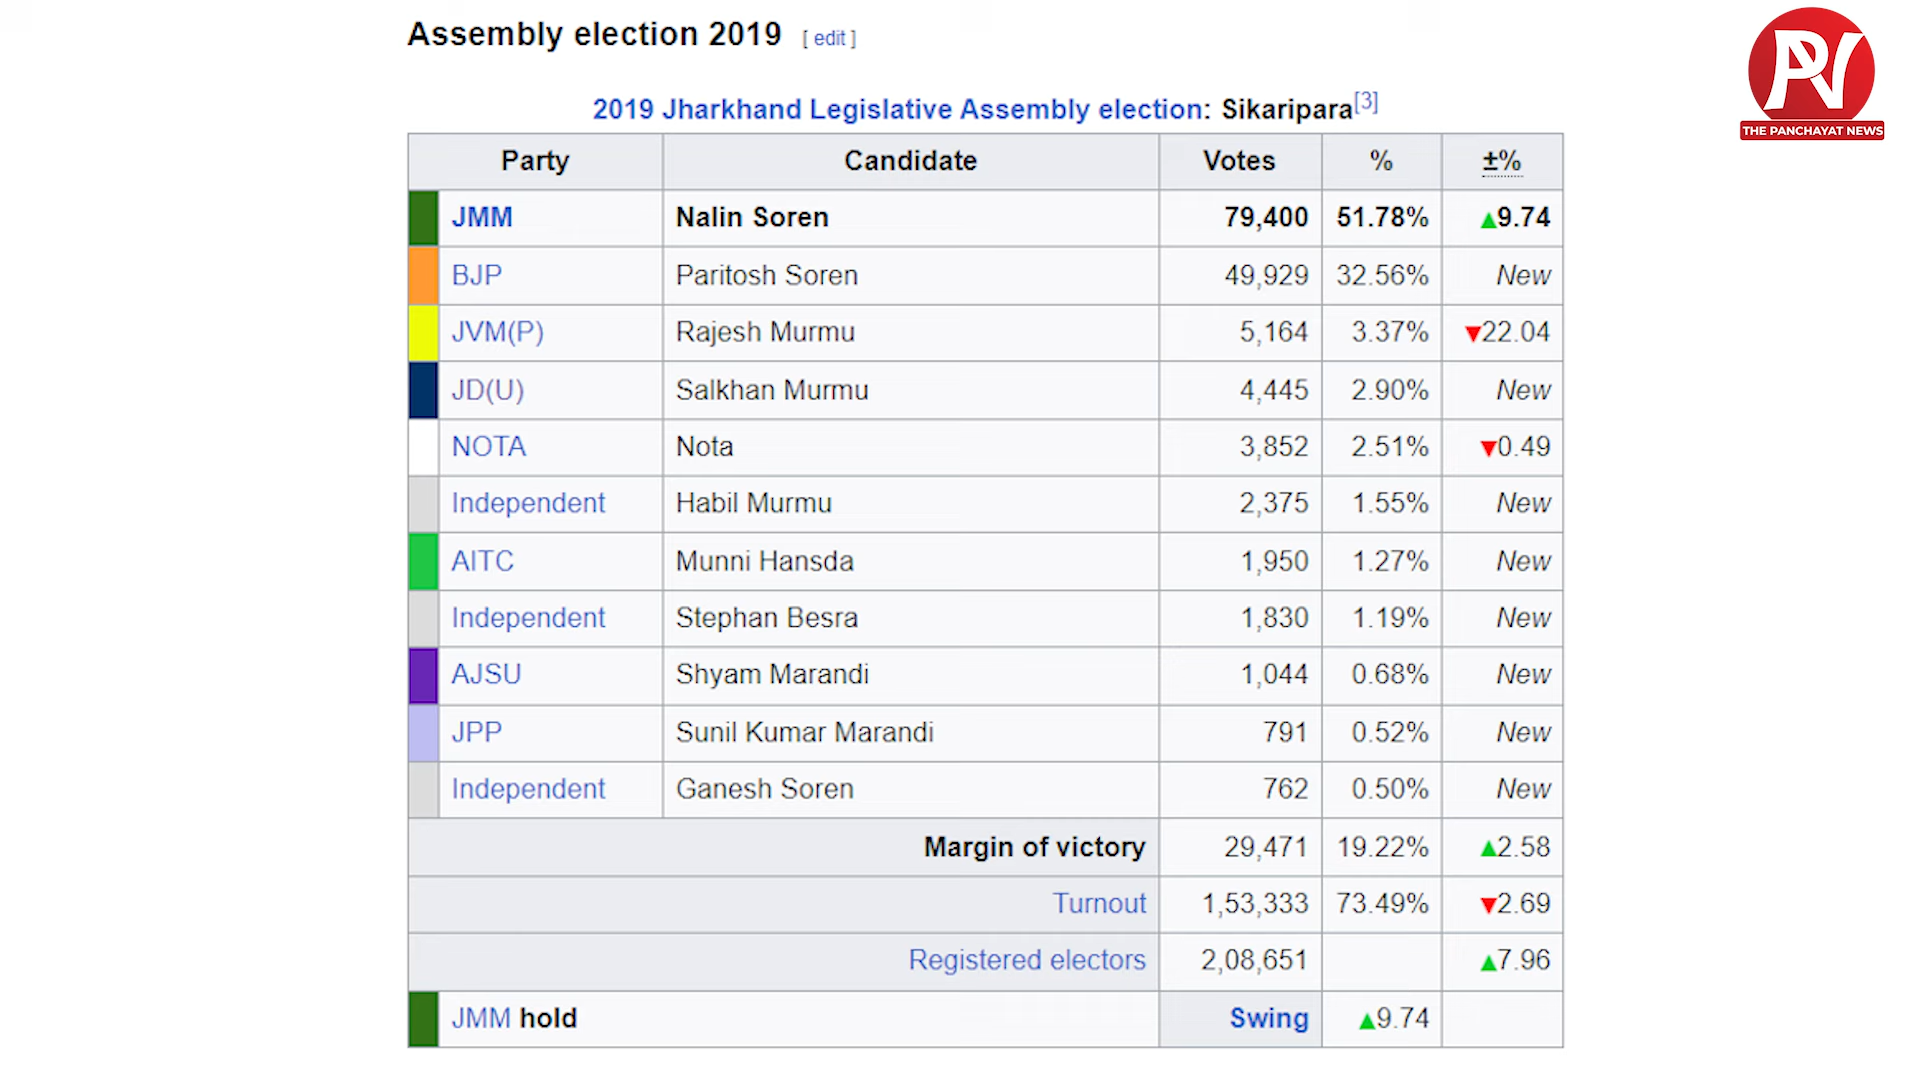 Assembly election 2019 [ edit ]
2019 Jharkhand Legislative Assembly election: Sikaripara[3]
Party Candidate Votes % ±%
JMM Nalin Soren 79,400 51.78% ▲9.74
BJP Paritosh Soren 49,929 32.56% New
JVM(P) Rajesh Murmu 5,164 3.37% ▼22.04
JD(U) Salkhan Murmu 4,445 2.90% New
NOTA Nota 3,852 2.51% ▼0.49
Independent Habil Murmu 2,375 1.55% New
AITC Munni Hansda 1,950 1.27% New
Independent Stephan Besra 1,830 1.19% New
AJSU Shyam Marandi 1,044 0.68% New
JPP Sunil Kumar Marandi 791 0.52% New
Independent Ganesh Soren 762 0.50% New
Margin of victory 29,471 19.22% ▲2.58
Turnout 1,53,333 73.49% ▼2.69
Registered electors 2,08,651 ▲7.96
JMM hold Swing ▲9.74
PN
THE PANCHAYAT NEWS